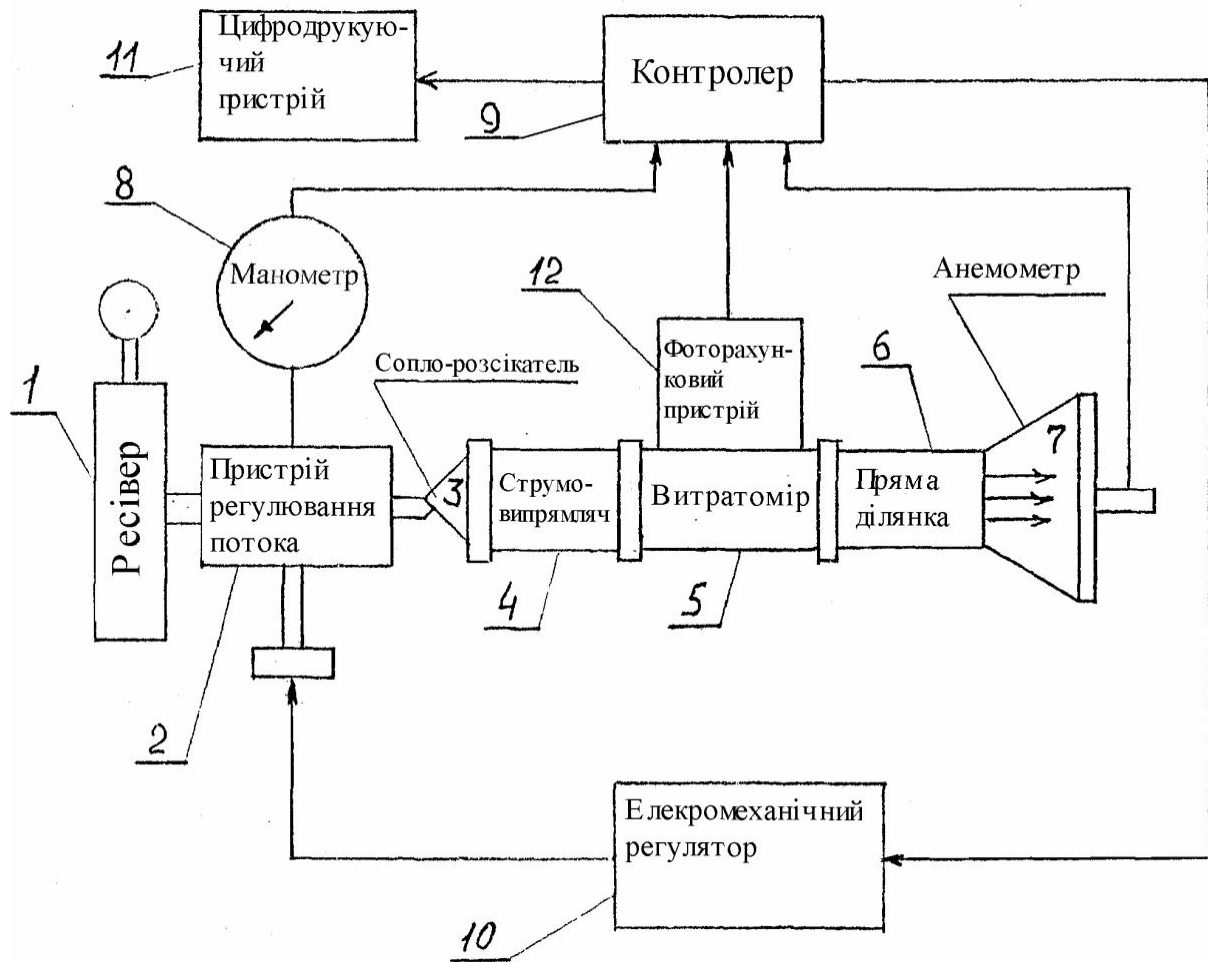 11
Цифродрукую-
чий
пристрій
Контролер
9
8
Манометр
12
Анемометр
Сопло-розсікатель
Фоторахун-
ковий
пристрій
6
1
Ресівер
Пристрій
регулювання
потока
3
Струмо-
випрямляч
Витратомір
Пряма
ділянка
7
4
5
2
Елекромеханічний
регулятор
10